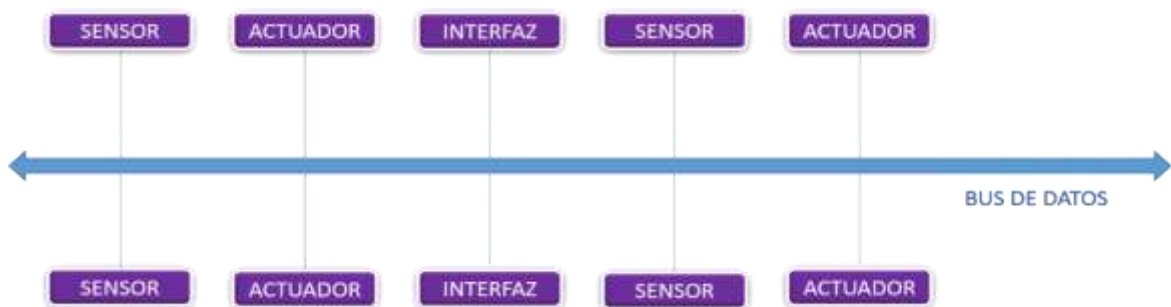 SENSOR ACTUADOR INTERFAZ SENSOR ACTUADOR
BUS DE DATOS
SENSOR ACTUADOR INTERFAZ SENSOR ACTUADOR